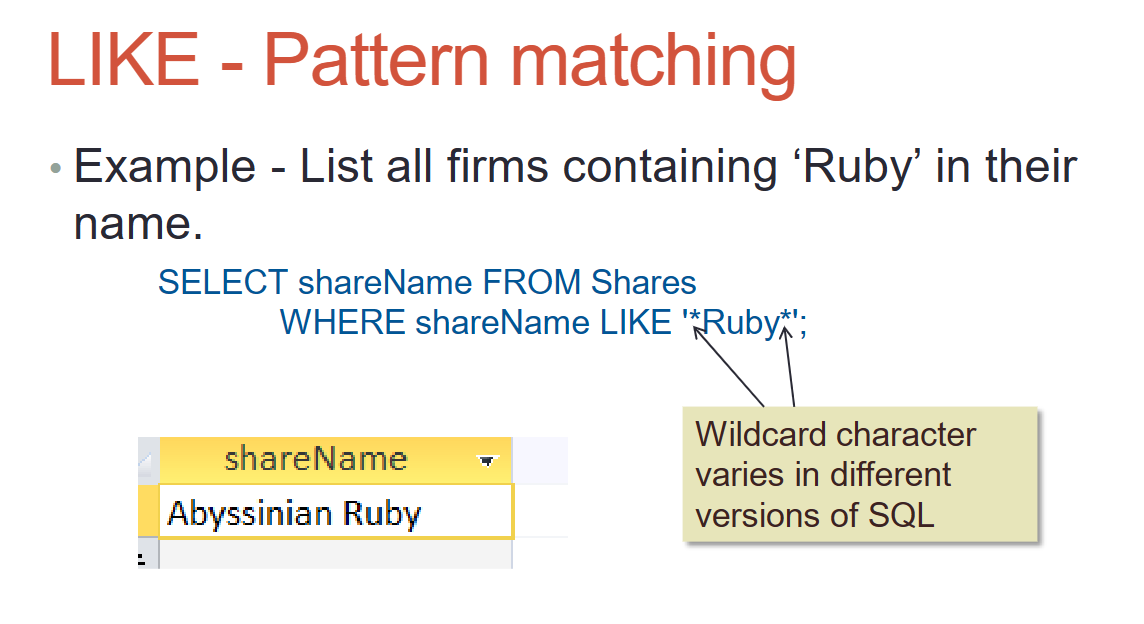 LIKE - Pattern matching
• Example - List all firms containing ‘Ruby’ in their
name.
SELECT shareName FROM Shares
WHERE shareName LIKE '*Ruby*';
Wildcard character
varies in different
versions of SQL
shareName
Abyssinian Ruby